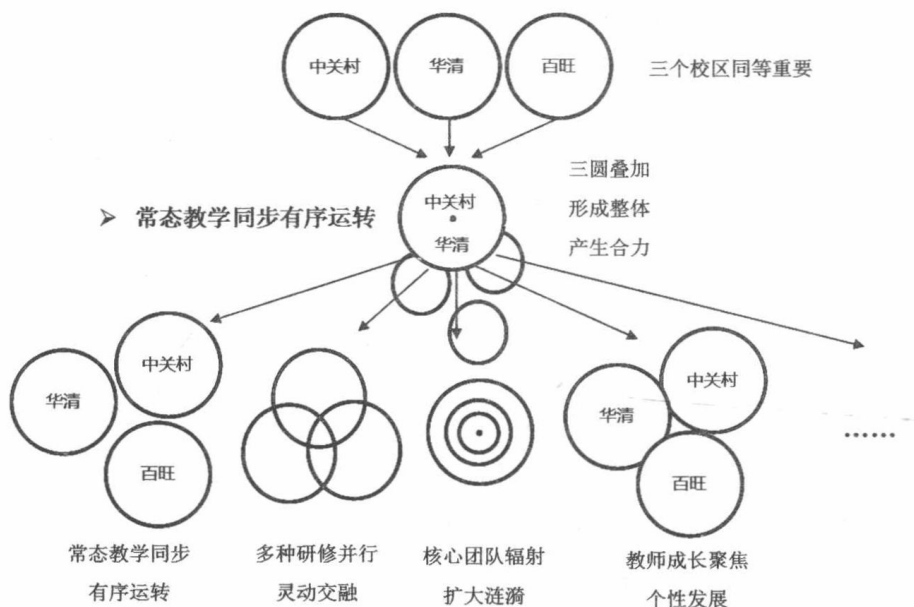 中关村
华清
百旺
三个校区同等重要
三圆叠加
形成整体
产生合力
中关村
华清
➢ 常态教学同步有序运转
中关村
华清
百旺
中关村
华清
百旺
……
常态教学同步
有序运转
多种研修并行
灵动交融
核心团队辐射
扩大涟漪
教师成长聚焦
个性发展